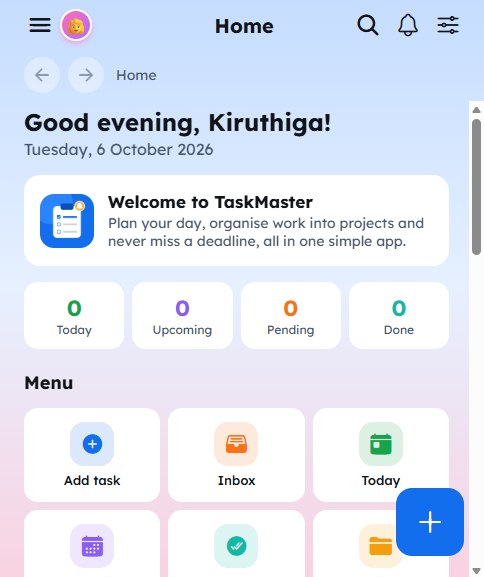 Home
Home
Good evening, Kiruthiga!
Tuesday, 6 October 2026
Welcome to TaskMaster
Plan your day, organise work into projects and
never miss a deadline, all in one simple app.
0 0 0 0
Today Upcoming Pending Done
Menu
Add task Inbox Today